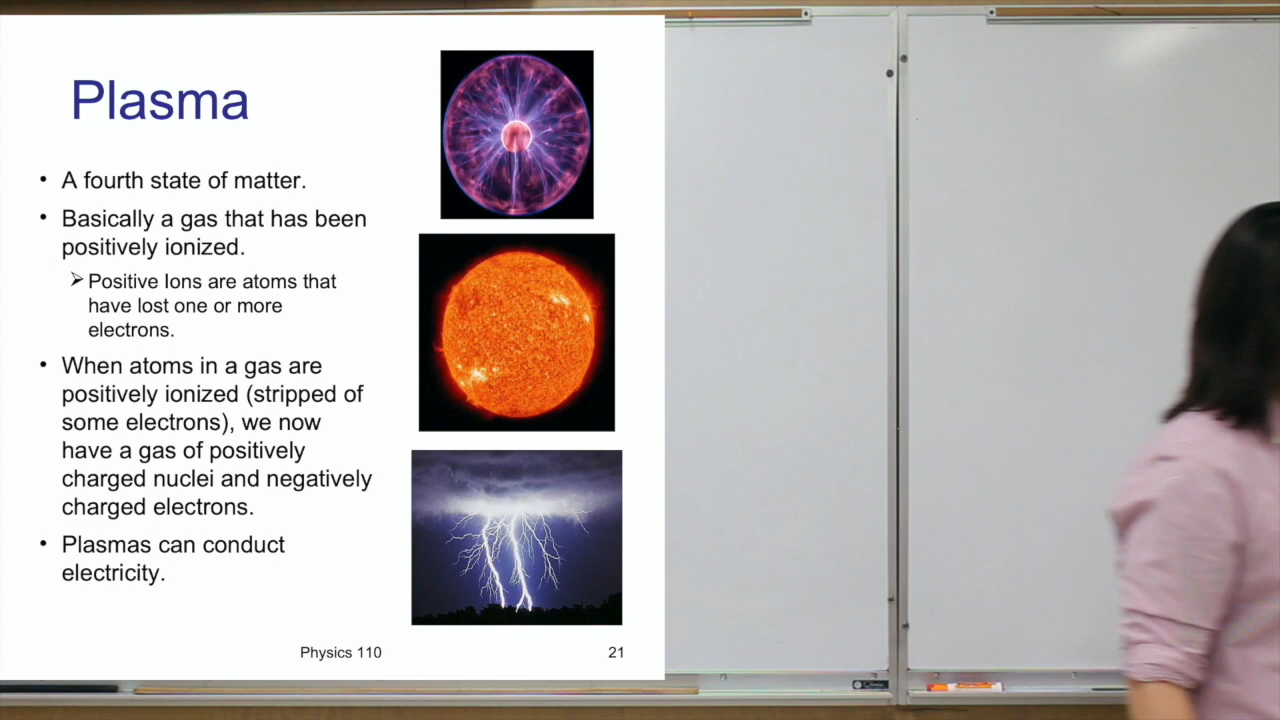 Plasma
• A fourth state of matter.
• Basically a gas that has been
positively ionized.
➢ Positive Ions are atoms that
have lost one or more
electrons.
• When atoms in a gas are
positively ionized (stripped of
some electrons), we now
have a gas of positively
charged nuclei and negatively
charged electrons.
• Plasmas can conduct
electricity.
Physics 110
21